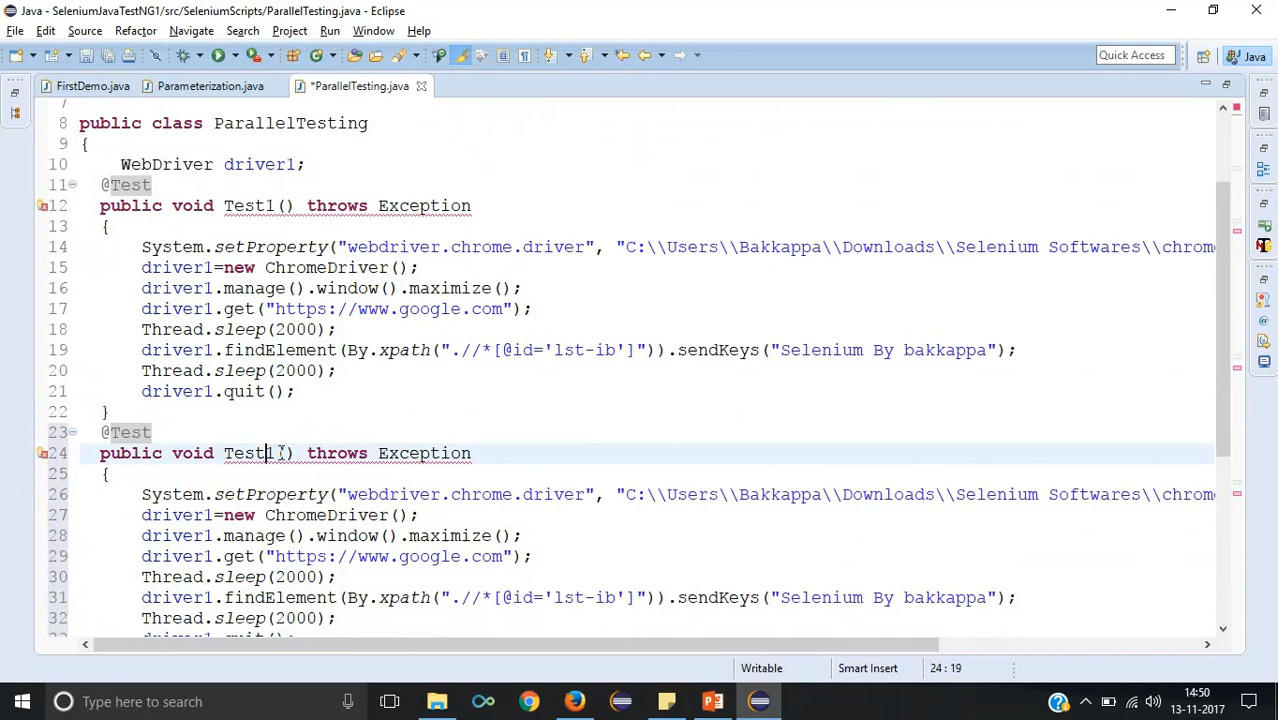 Java - SeleniumJavaTestNG1/src/SeleniumScripts/ParallelTesting.java - Eclipse
File Edit Source Refactor Navigate Search Project Run Window Help
Quick Access Java
FirstDemo.java Parameterization.java *ParallelTesting.java
7
8 public class ParallelTesting
9 {
10 WebDriver driver1;
11 @Test
12 public void Test1() throws Exception
13 {
14 System.setProperty("webdriver.chrome.driver", "C:\\Users\\Bakkappa\\Downloads\\Selenium Softwares\\chrome
15 driver1=new ChromeDriver();
16 driver1.manage().window().maximize();
17 driver1.get("https://www.google.com");
18 Thread.sleep(2000);
19 driver1.findElement(By.xpath(".//*[@id='lst-ib']")).sendKeys("Selenium By bakkappa");
20 Thread.sleep(2000);
21 driver1.quit();
22 }
23 @Test
24 public void Test1() throws Exception
25 {
26 System.setProperty("webdriver.chrome.driver", "C:\\Users\\Bakkappa\\Downloads\\Selenium Softwares\\chrome
27 driver1=new ChromeDriver();
28 driver1.manage().window().maximize();
29 driver1.get("https://www.google.com");
30 Thread.sleep(2000);
31 driver1.findElement(By.xpath(".//*[@id='lst-ib']")).sendKeys("Selenium By bakkappa");
32 Thread.sleep(2000);
33 driver1.quit();
Writable Smart Insert 24 : 19
Type here to search
14:50
13-11-2017